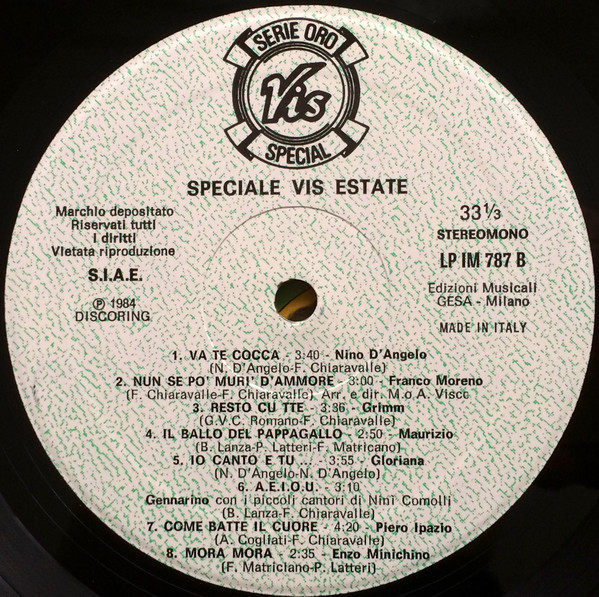 SERIE ORO
Vis
SPECIAL
SPECIALE VIS ESTATE
Marchio depositato
Riservati tutti
i diritti
Vietata riproduzione
S.I.A.E.
Ⓟ 1984
DISCORING
33⅓
STEREOMONO
LP IM 787 B
Edizioni Musicali
GESA - Milano
MADE IN ITALY
1. VA TE COCCA - 3:40 - Nino D'Angelo
(N. D'Angelo-F. Chiaravalle)
2. NUN SE PO' MURI' D'AMMORE - 3:00 - Franco Moreno
(F. Chiaravalle-F. Chiaravalle). Arr. e dir. M.o A. Visco
3. RESTO CU TTE - 3:36 - Grimm
(G.V.C. Romano-F. Chiaravalle)
4. IL BALLO DEL PAPPAGALLO - 2:50 - Maurizio
(B. Lanza-P. Latteri-F. Matricano)
5. IO CANTO E TU ... - 3:55 - Gloriana
(N. D'Angelo-N. D'Angelo)
6. A.E.I.O.U. - 3:10
Gennarino con i piccoli cantori di Nini Comolli
(B. Lanza-F. Chiaravalle)
7. COME BATTE IL CUORE - 4:20 - Piero Ipazio
(A. Cogliati-F. Chiaravalle)
8. MORA MORA - 2:35 - Enzo Minichino
(F. Matriciano-P. Latteri)